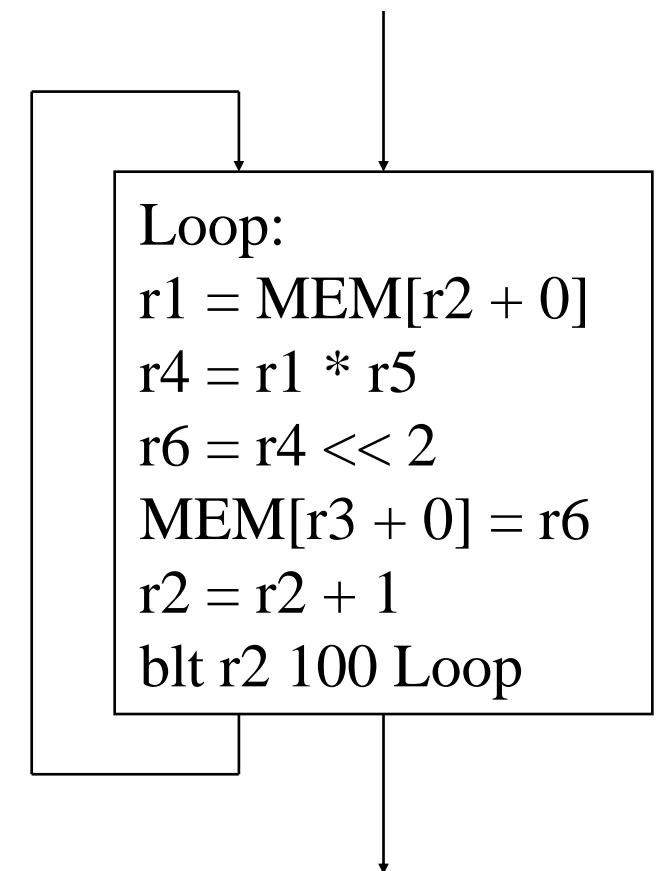 Loop:
r1 = MEM[r2 + 0]
r4 = r1 * r5
r6 = r4 << 2
MEM[r3 + 0] = r6
r2 = r2 + 1
blt r2 100 Loop